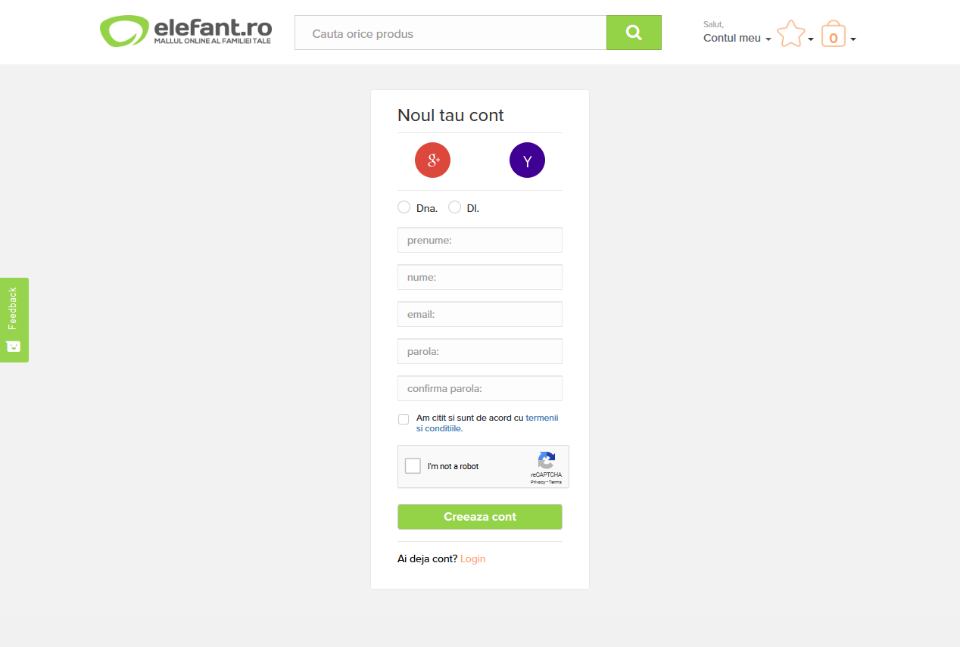 elefant.ro
MALLUL ONLINE AL FAMILIEI TALE
Cauta orice produs
Salut,
Contul meu
0
Noul tau cont
g+
Y
Dna.
Dl.
prenume:
nume:
email:
parola:
confirma parola:
Am citit si sunt de acord cu termenii
si conditiile.
I'm not a robot
reCAPTCHA
Privacy - Terms
Creeaza cont
Ai deja cont? Login
Feedback